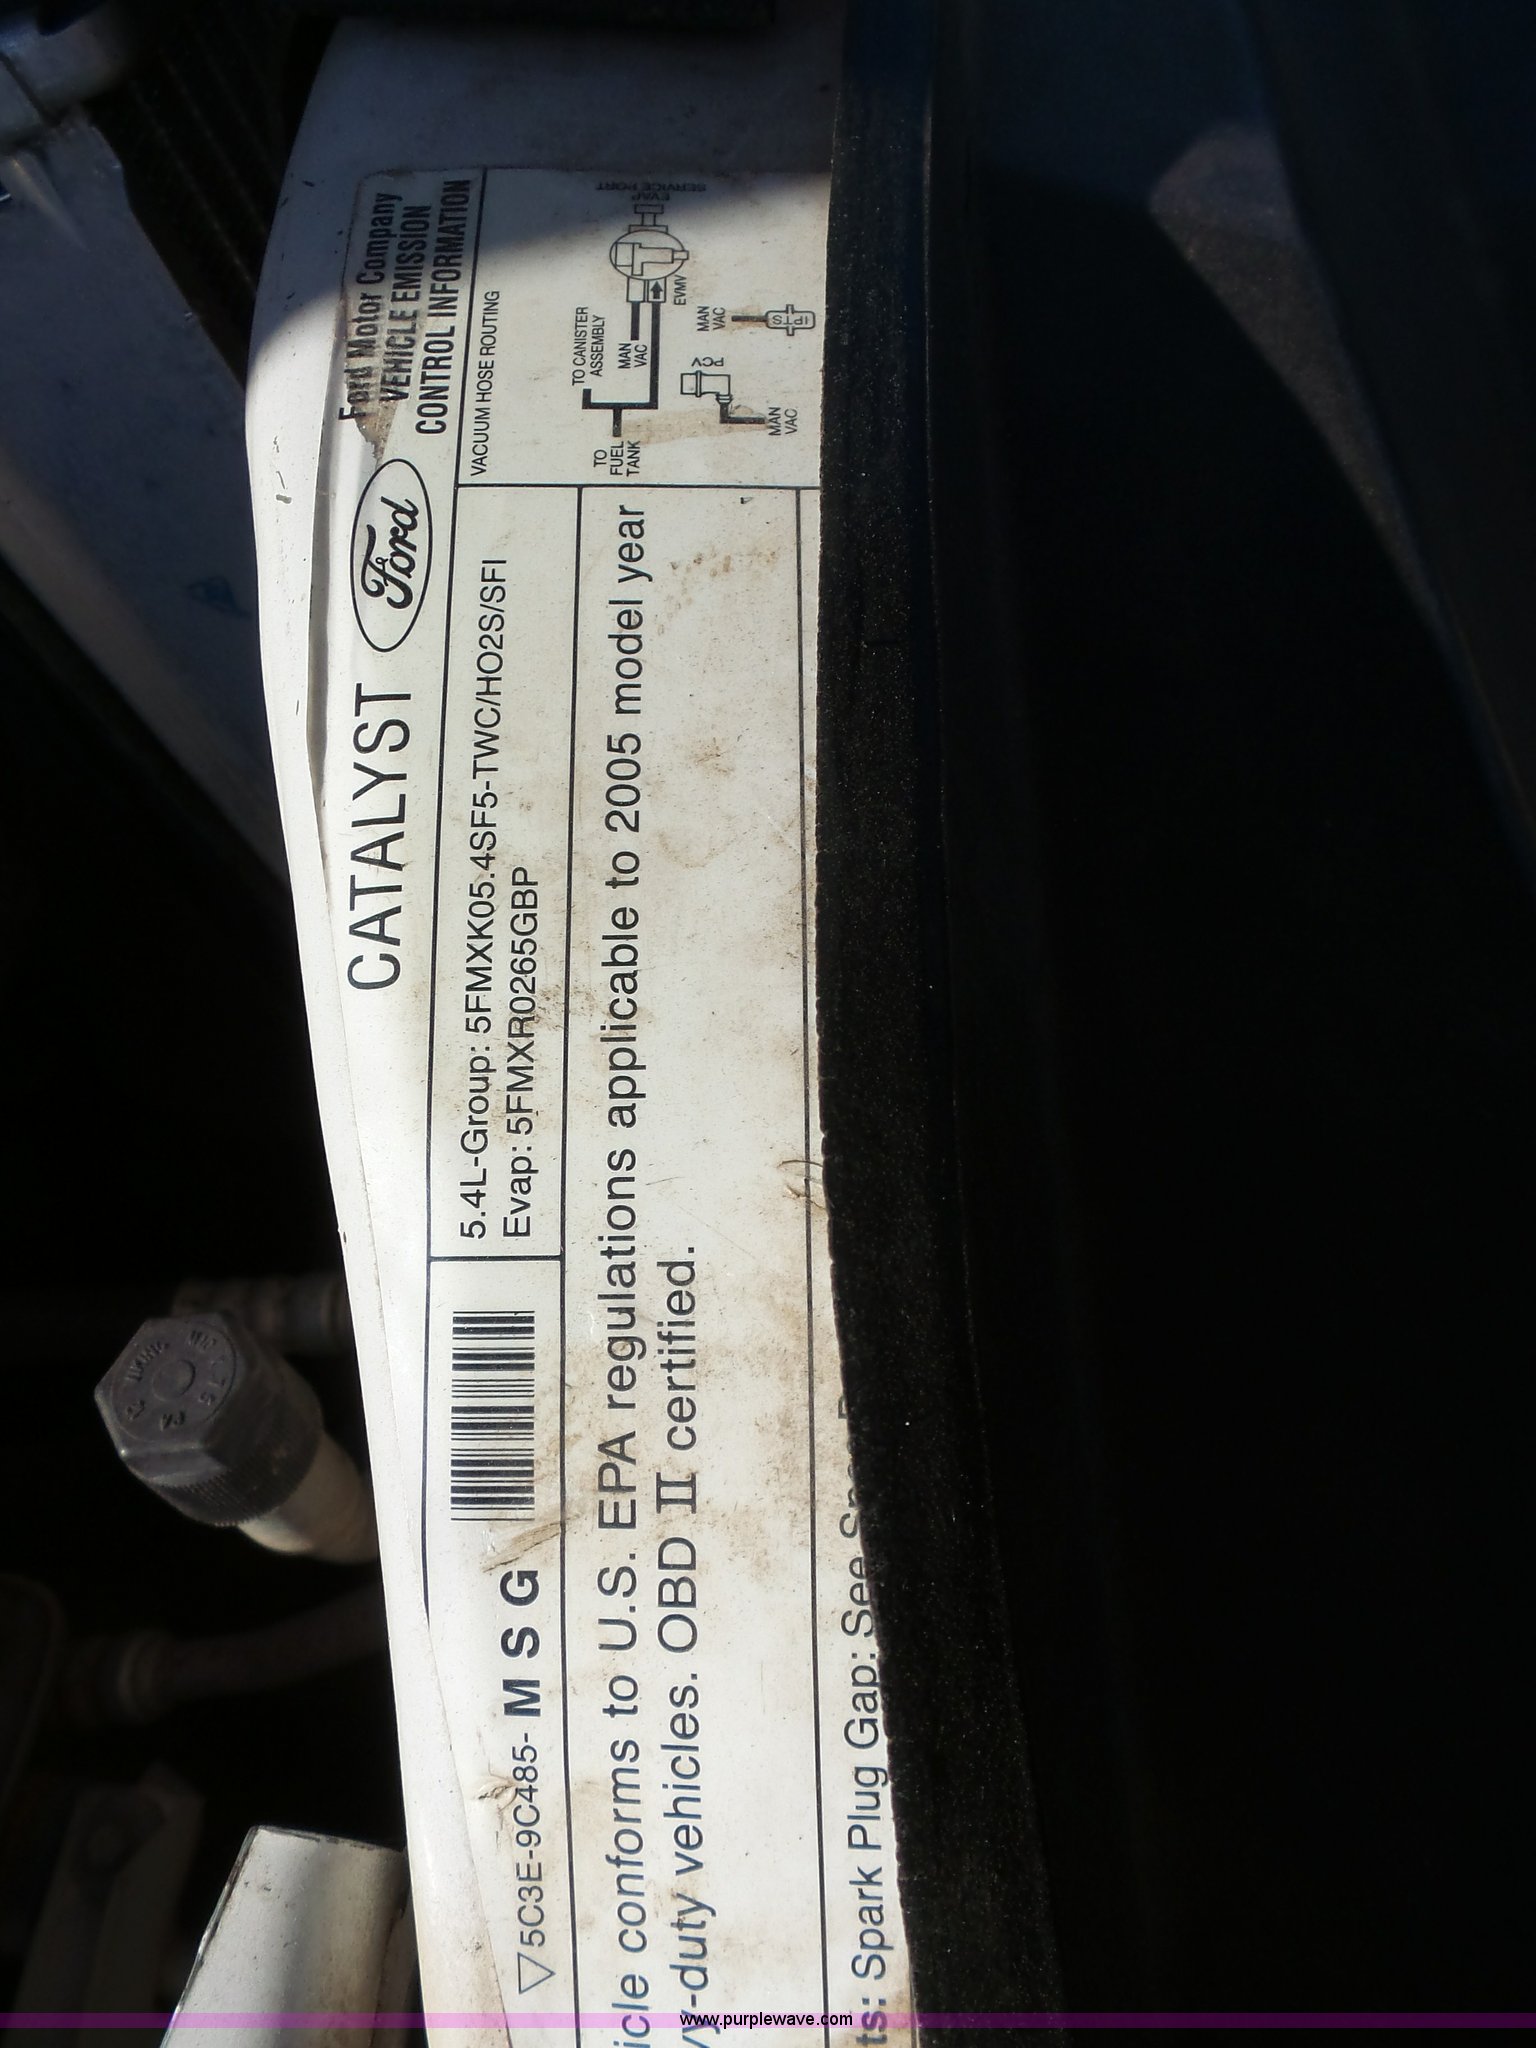 Ford Motor Company
VEHICLE EMISSION
CONTROL INFORMATION
Ford
CATALYST
VACUUM HOSE ROUTING
TO CANISTER
ASSEMBLY
TO
FUEL
TANK
MAN
VAC
EVMV
EVAP
SERVICE PORT
MAN
VAC
PCV
MAN
VAC
5.4L-Group: 5FMXK05.4SF5-TWC/HO2S/SFI
Evap: 5FMXR0265GBP
5C3E-9C485- M S G
icle conforms to U.S. EPA regulations applicable to 2005 model year
vy-duty vehicles. OBD II certified.
ts: Spark Plug Gap: See
www.purplewave.com